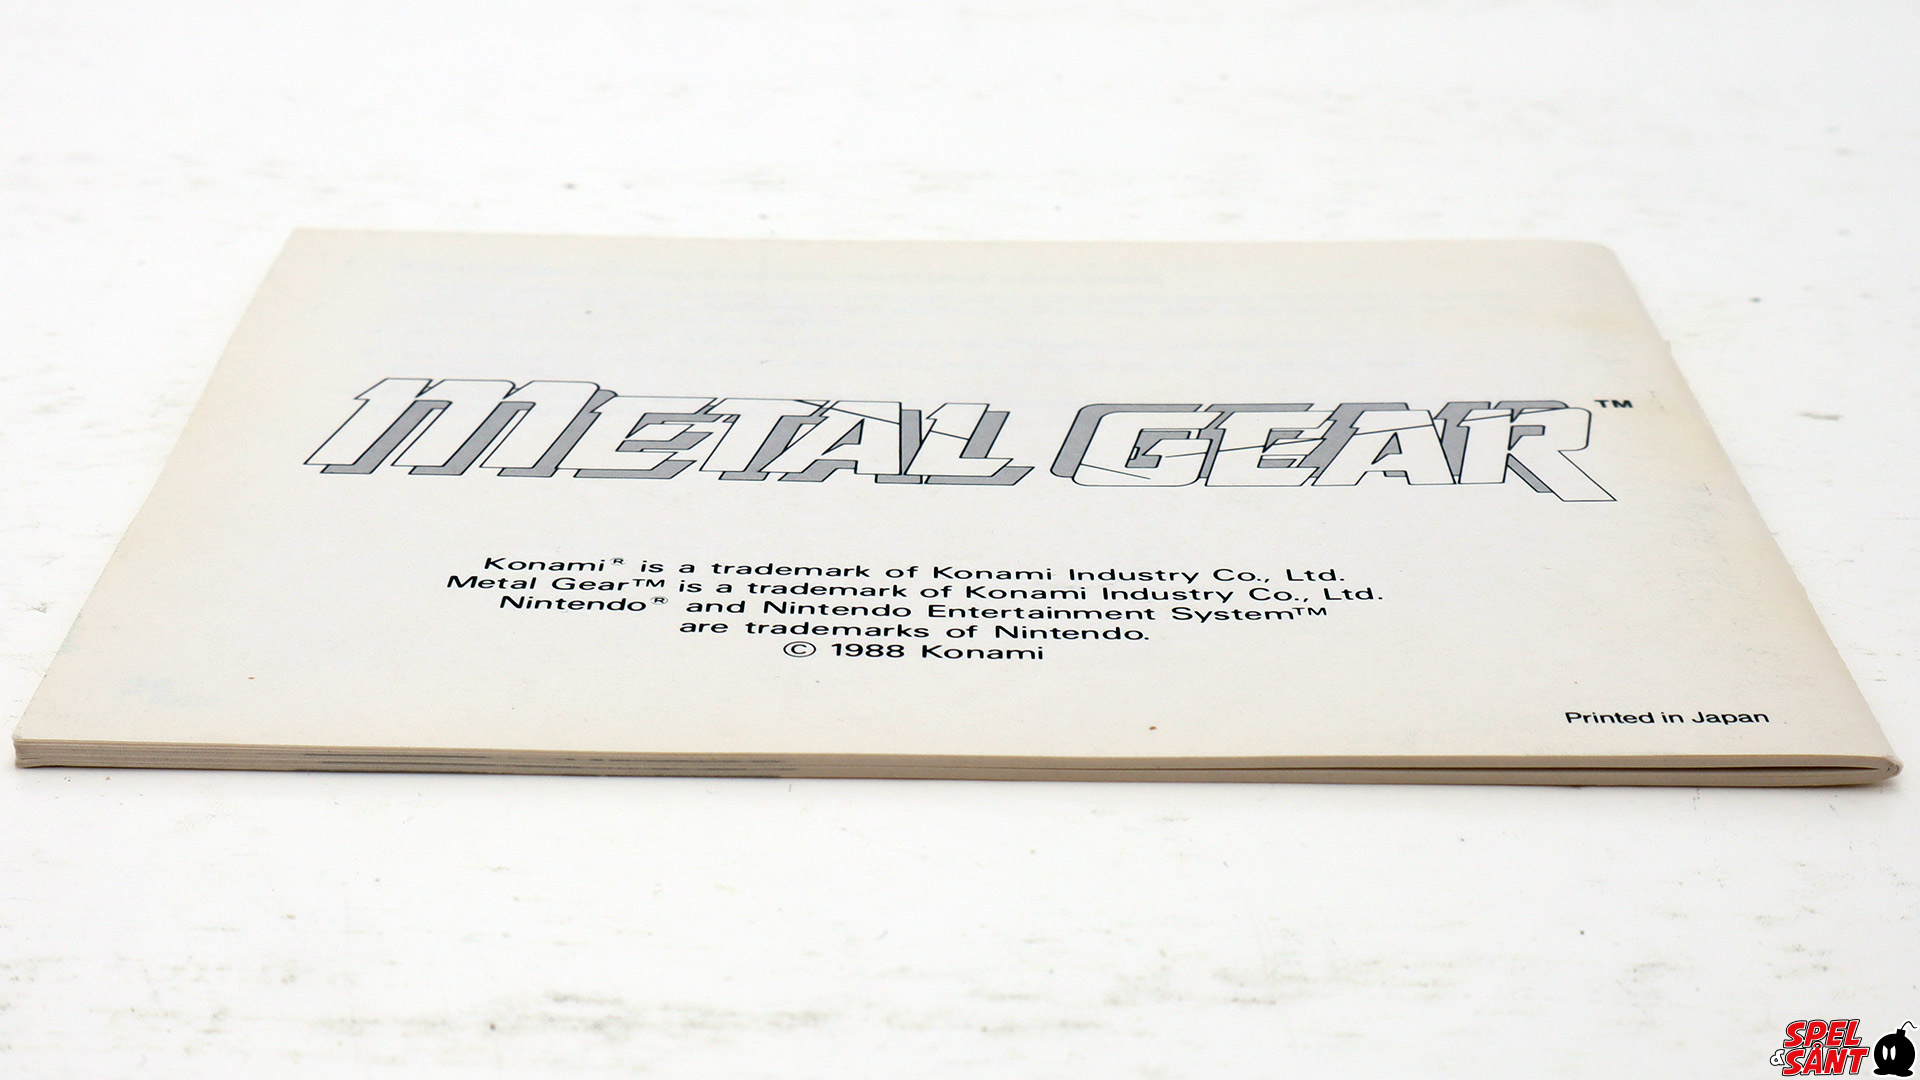 METAL GEAR™
Konami® is a trademark of Konami Industry Co., Ltd.
Metal Gear™ is a trademark of Konami Industry Co., Ltd.
Nintendo® and Nintendo Entertainment System™
are trademarks of Nintendo.
© 1988 Konami
Printed in Japan
SPEL
& SÅNT